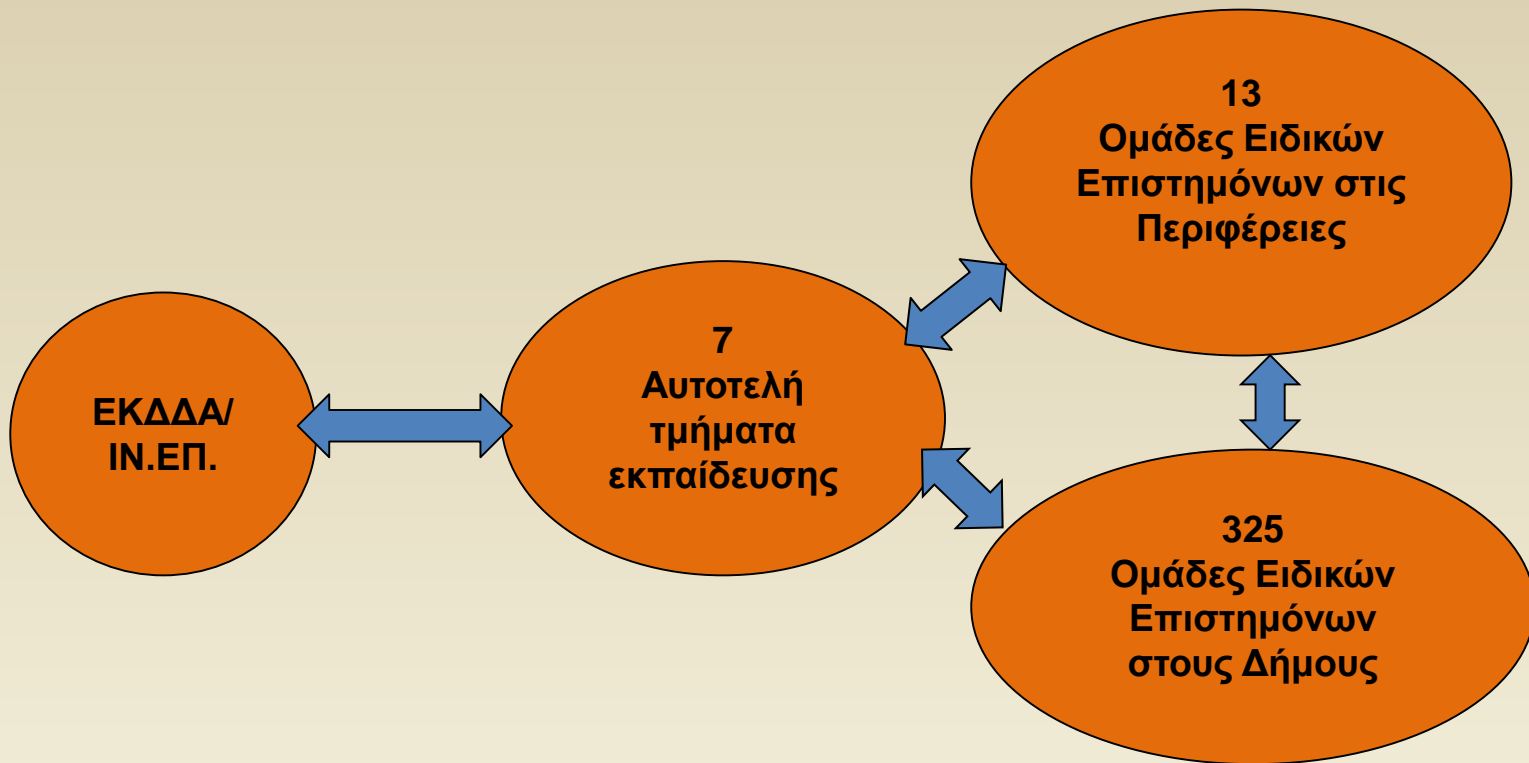 ΕΚΔΔΑ/
ΙΝ.ΕΠ.
7
Αυτοτελή
τμήματα
εκπαίδευσης
13
Ομάδες Ειδικών
Επιστημόνων στις
Περιφέρειες
325
Ομάδες Ειδικών
Επιστημόνων
στους Δήμους